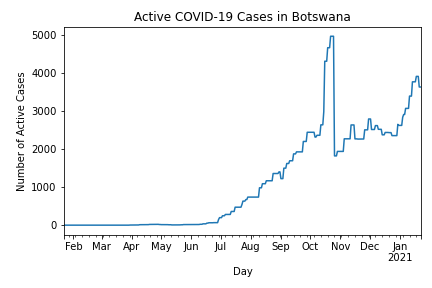 Active COVID-19 Cases in Botswana
Number of Active Cases
5000
4000
3000
2000
1000
0
Feb Mar Apr May Jun Jul Aug Sep Oct Nov Dec Jan
2021
Day